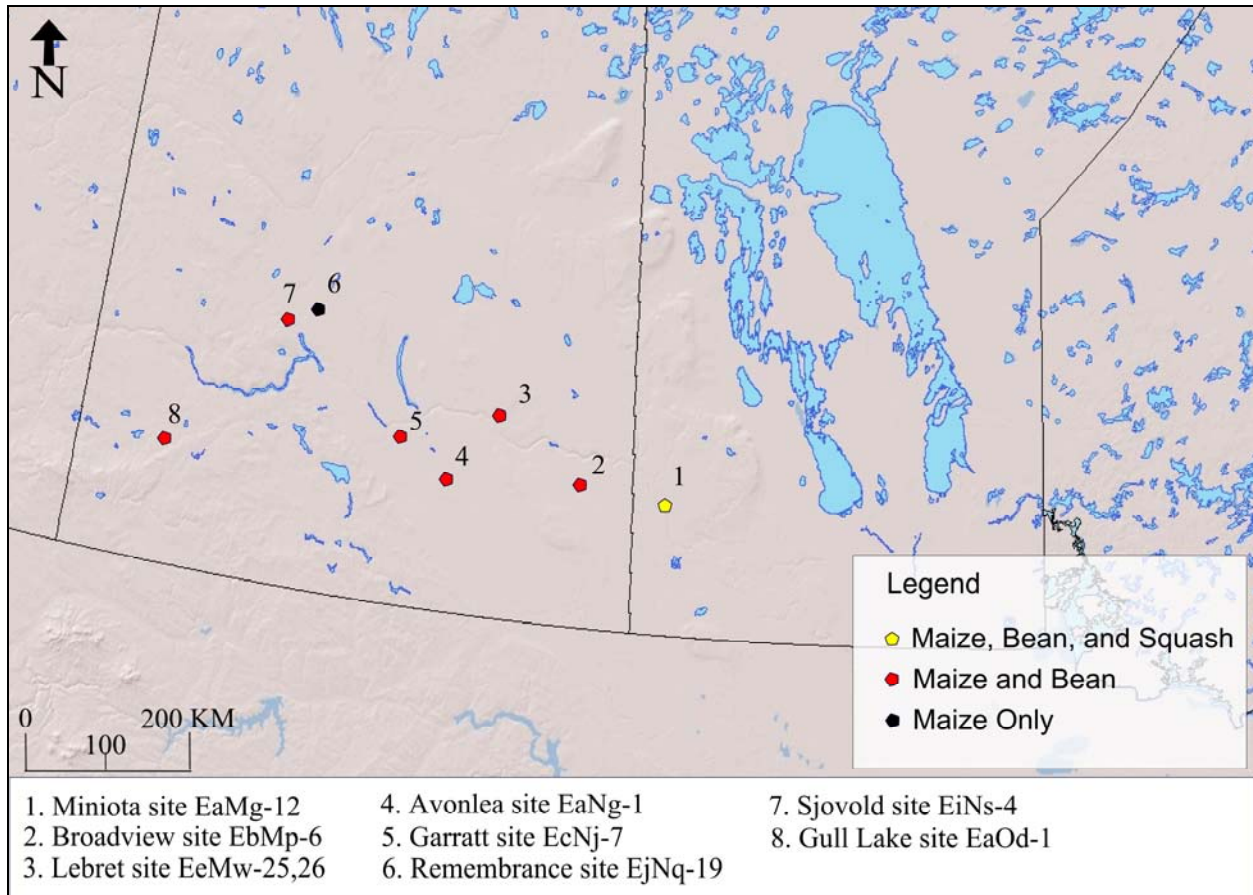 N
7
6
8
5
3
4
2
1
Legend
Maize, Bean, and Squash
Maize and Bean
Maize Only
0
200 KM
100
1. Miniota site EaMg-12
2. Broadview site EbMp-6
3. Lebret site EeMw-25,26
4. Avonlea site EaNg-1
5. Garratt site EcNj-7
6. Remembrance site EjNq-19
7. Sjovold site EiNs-4
8. Gull Lake site EaOd-1